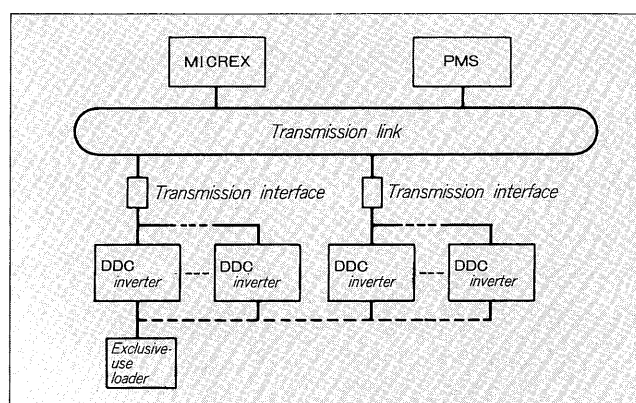 MICREX
PMS
Transmission link
Transmission interface
Transmission interface
DDC
inverter
DDC
inverter
DDC
inverter
DDC
inverter
Exclusive-
use
loader